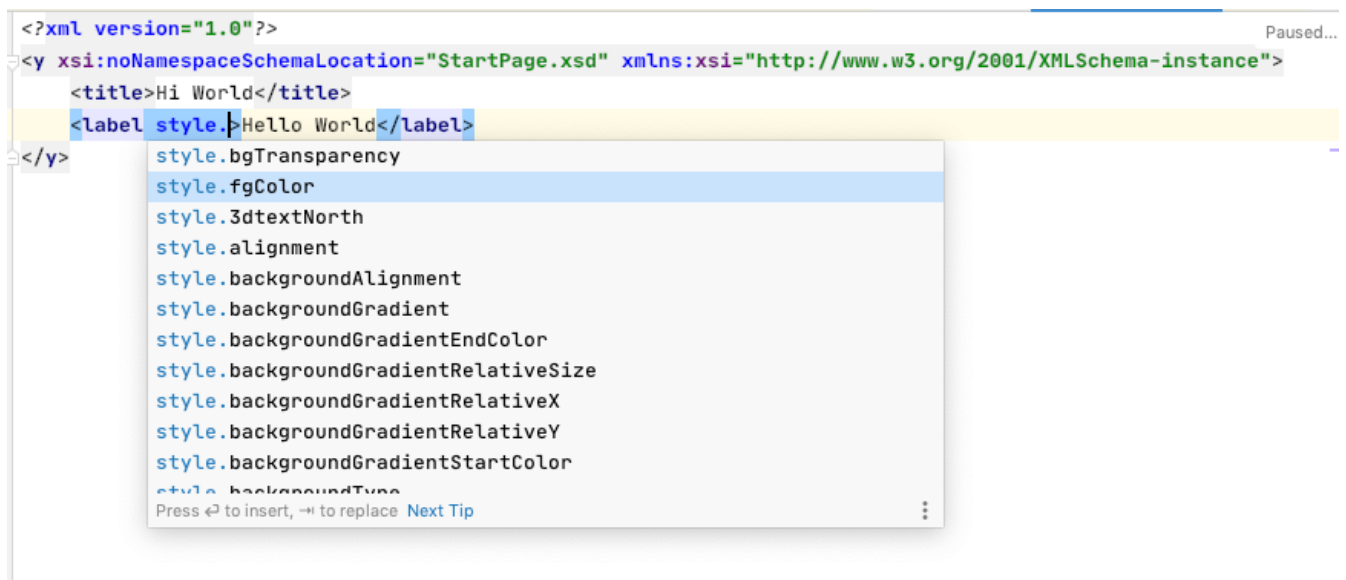 <?xml version="1.0"?>
Paused...
<y xsi:noNamespaceSchemaLocation="StartPage.xsd" xmlns:xsi="http://www.w3.org/2001/XMLSchema-instance">
<title>Hi World</title>
<label style.>Hello World</label>
</y>
style.bgTransparency
style.fgColor
style.3dtextNorth
style.alignment
style.backgroundAlignment
style.backgroundGradient
style.backgroundGradientEndColor
style.backgroundGradientRelativeSize
style.backgroundGradientRelativeX
style.backgroundGradientRelativeY
style.backgroundGradientStartColor
style.backgroundType
Press ↩ to insert, ⇥ to replace Next Tip